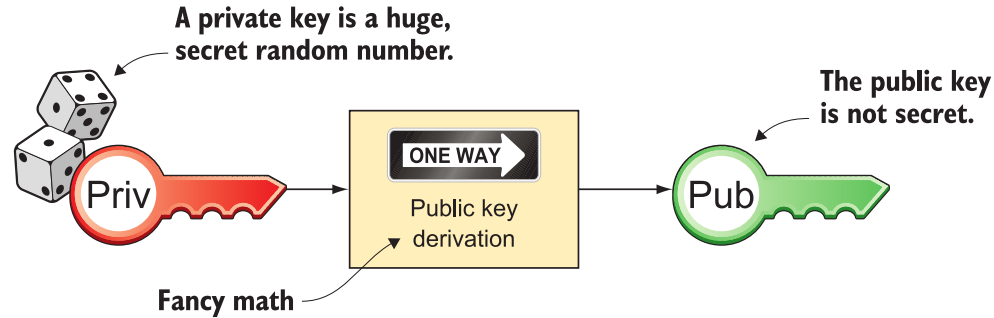 A private key is a huge,
secret random number.
The public key
is not secret.
Priv
ONE WAY
Public key
derivation
Pub
Fancy math